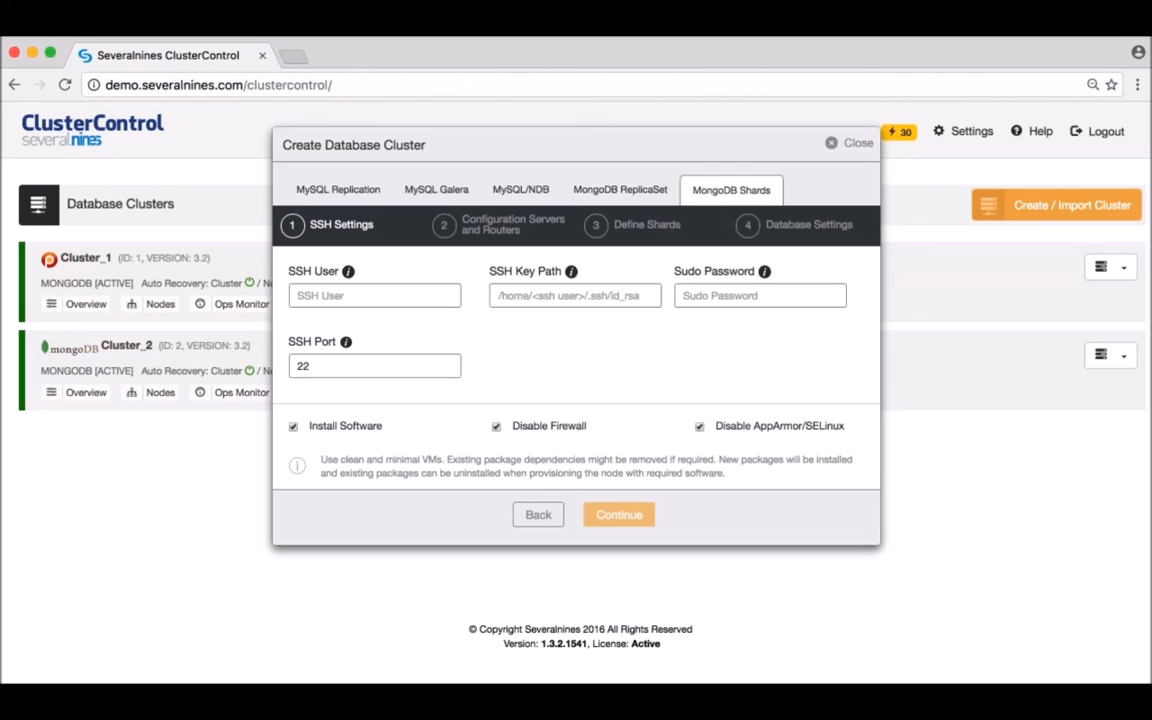 Severalnines ClusterControl
demo.severalnines.com/clustercontrol/
ClusterControl
severalnines
30
Settings
Help
Logout
Create Database Cluster
Close
MySQL Replication
MySQL Galera
MySQL/NDB
MongoDB ReplicaSet
MongoDB Shards
Database Clusters
Create / Import Cluster
1 SSH Settings
2 Configuration Servers
and Routers
3 Define Shards
4 Database Settings
Cluster_1 (ID: 1, VERSION: 3.2)
MONGODB [ACTIVE] Auto Recovery: Cluster
Overview
Nodes
Ops Monitor
mongoDB Cluster_2 (ID: 2, VERSION: 3.2)
MONGODB [ACTIVE] Auto Recovery: Cluster
Overview
Nodes
Ops Monitor
SSH User
SSH Key Path
Sudo Password
SSH User
/home/<ssh user>/.ssh/id_rsa
Sudo Password
SSH Port
22
Install Software
Disable Firewall
Disable AppArmor/SELinux
Use clean and minimal VMs. Existing package dependencies might be removed if required. New packages will be installed
and existing packages can be uninstalled when provisioning the node with required software.
Back
Continue
© Copyright Severalnines 2016 All Rights Reserved
Version: 1.3.2.1541, License: Active